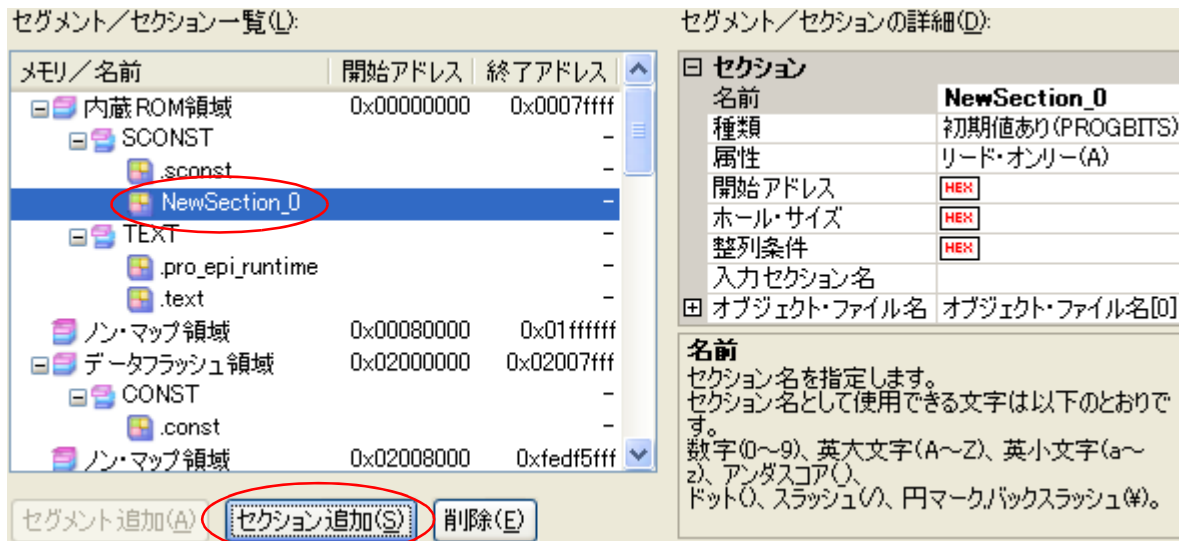 セグメント／セクション一覧(L):
メモリ／名前 開始アドレス 終了アドレス
内蔵ROM領域 0x00000000 0x0007ffff
SCONST -
.sconst -
NewSection_0 -
TEXT -
.pro_epi_runtime -
.text -
ノン・マップ領域 0x00080000 0x01ffffff
データフラッシュ領域 0x02000000 0x02007fff
CONST -
.const -
ノン・マップ領域 0x02008000 0xfedf5fff
セグメント追加(A) セクション追加(S) 削除(E)
セグメント／セクションの詳細(D):
セクション
名前 NewSection_0
種類 初期値あり(PROGBITS)
属性 リード・オンリー(A)
開始アドレス HEX
ホール・サイズ HEX
整列条件 HEX
入力セクション名
オブジェクト・ファイル名 オブジェクト・ファイル名[0]
名前
セクション名を指定します。
セクション名として使用できる文字は以下のとおりで
す。
数字(0～9)、英大文字(A～Z)、英小文字(a～
z)、アンダスコア(_)、
ドット(.)、スラッシュ(/)、円マーク/バックスラッシュ(¥)。